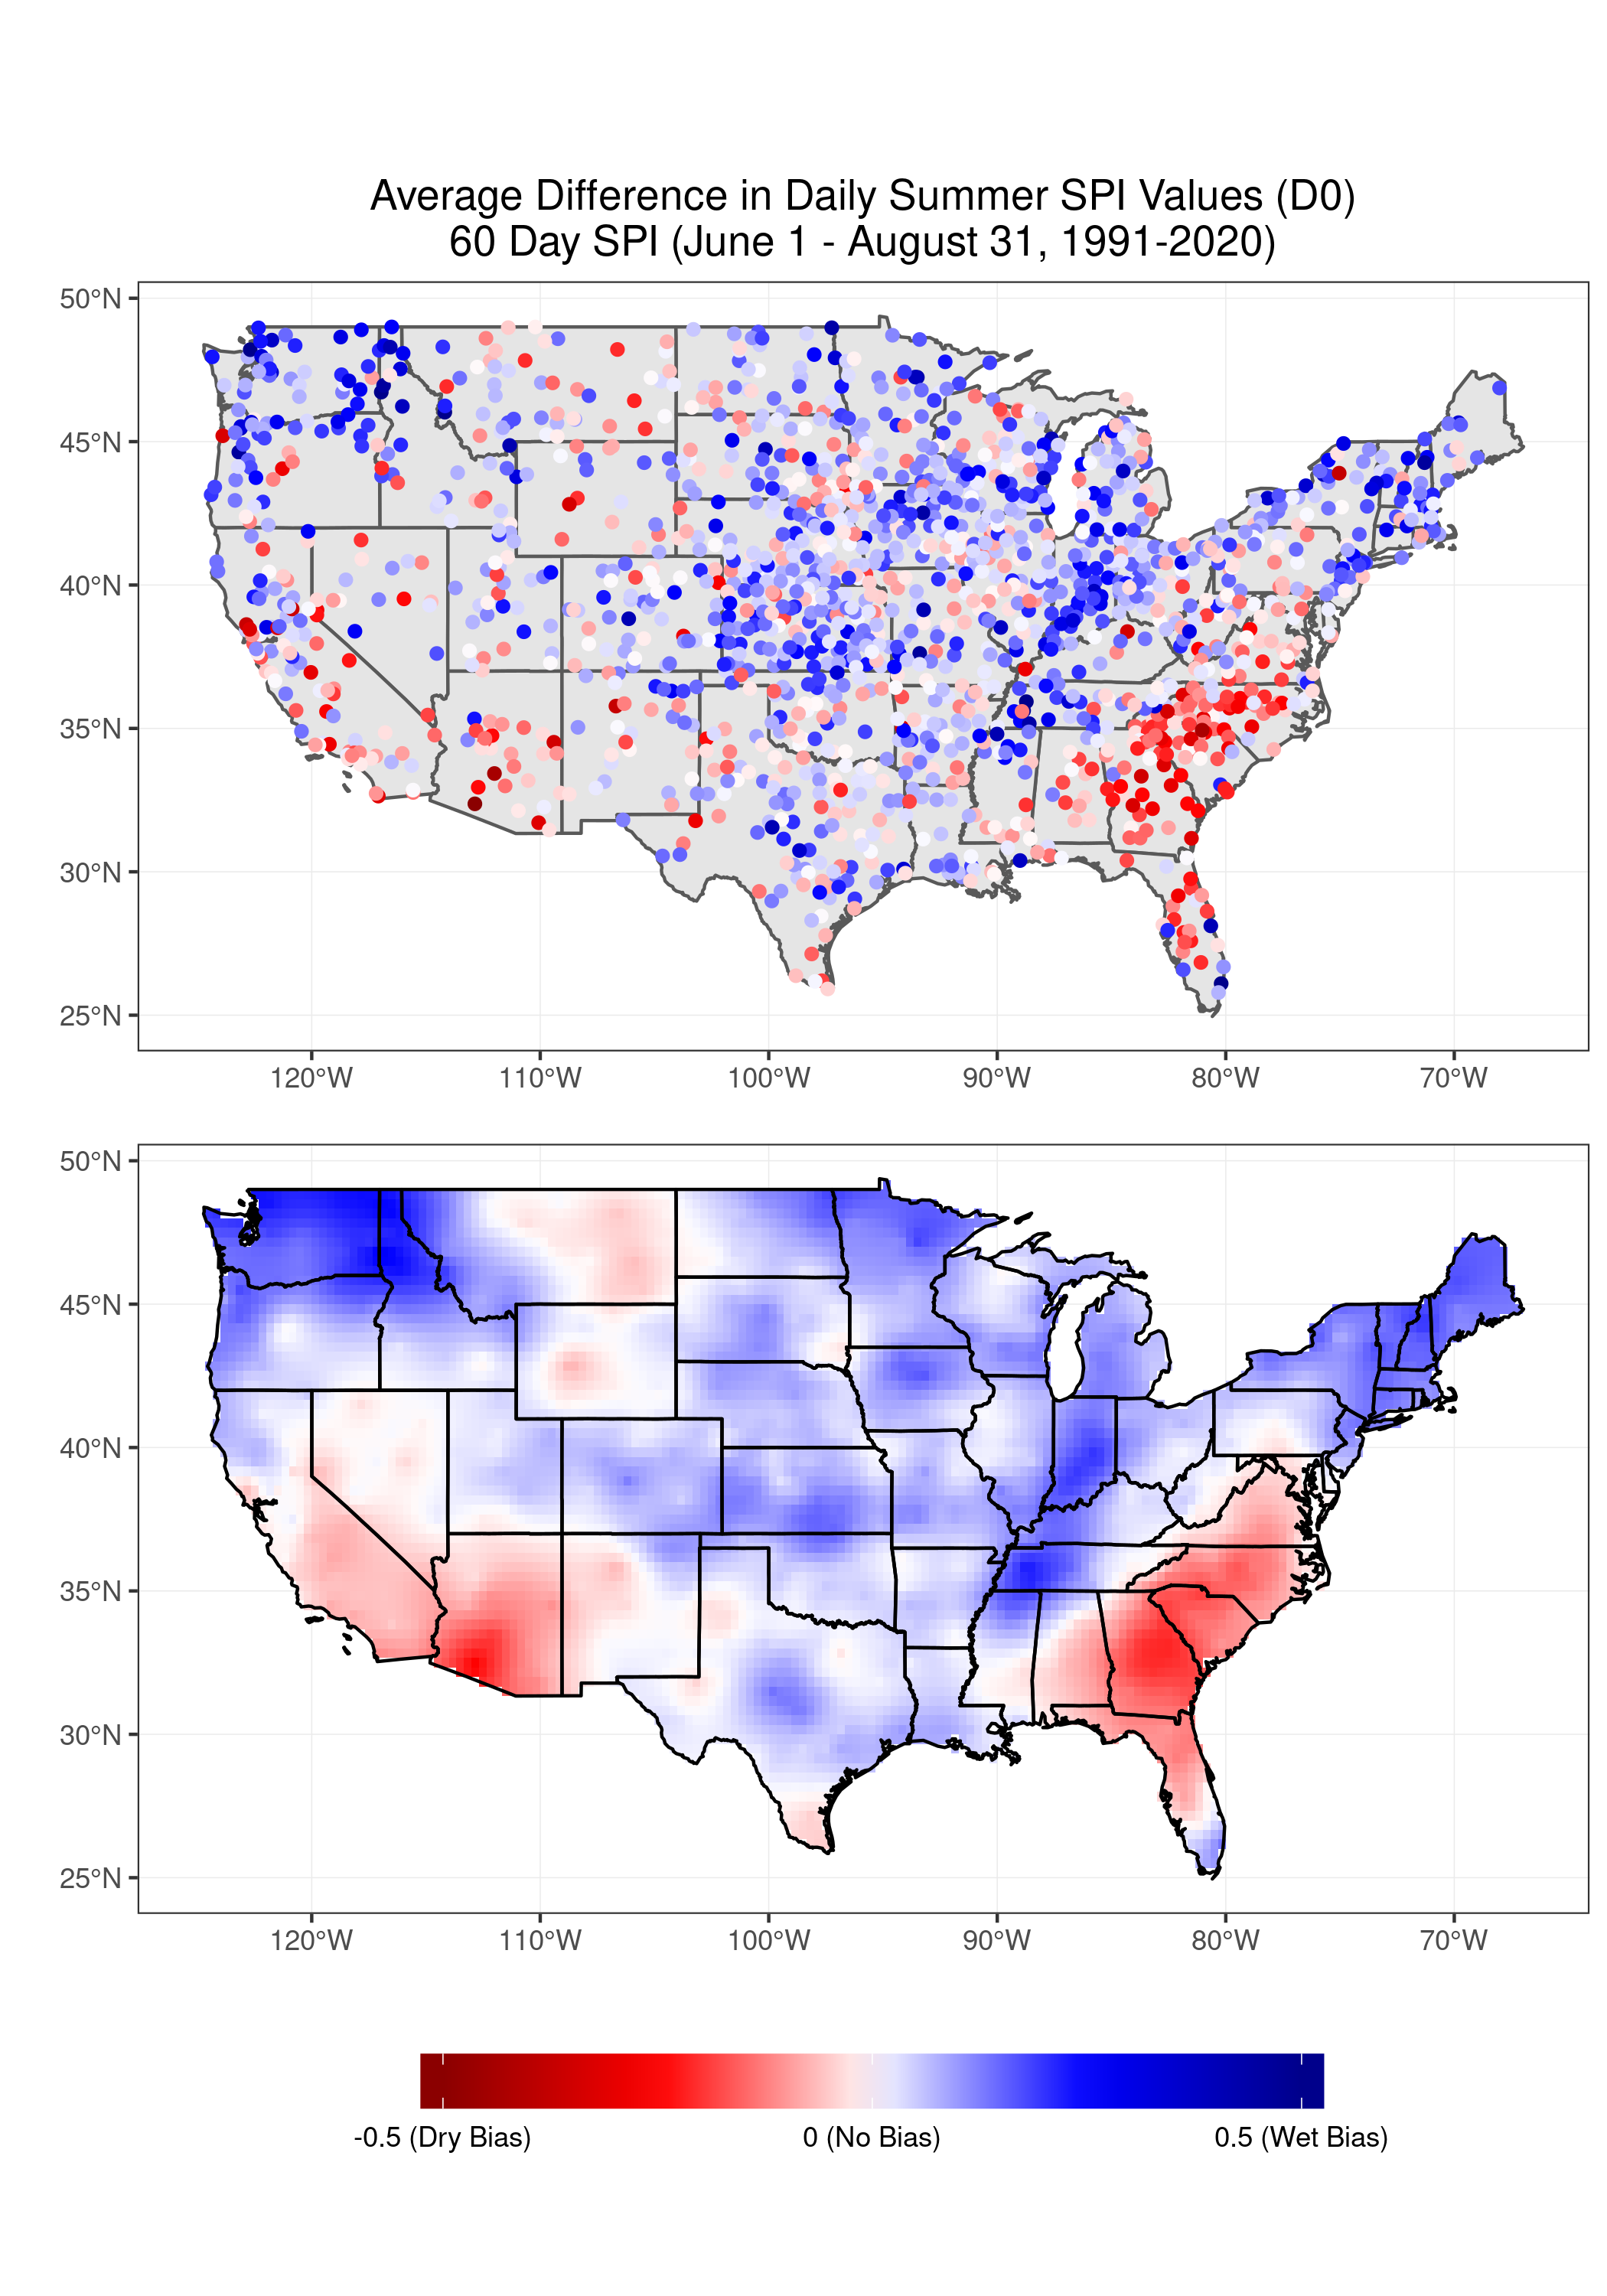 Average Difference in Daily Summer SPI Values (D0)
60 Day SPI (June 1 - August 31, 1991-2020)
50°N
45°N
40°N
35°N
30°N
25°N
120°W 110°W 100°W 90°W 80°W 70°W
50°N
45°N
40°N
35°N
30°N
25°N
120°W 110°W 100°W 90°W 80°W 70°W
-0.5 (Dry Bias) 0 (No Bias) 0.5 (Wet Bias)